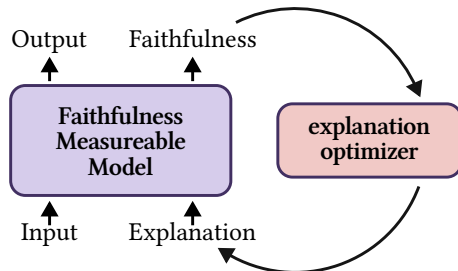 Output Faithfulness
Faithfulness
Measureable
Model
explanation
optimizer
Input Explanation